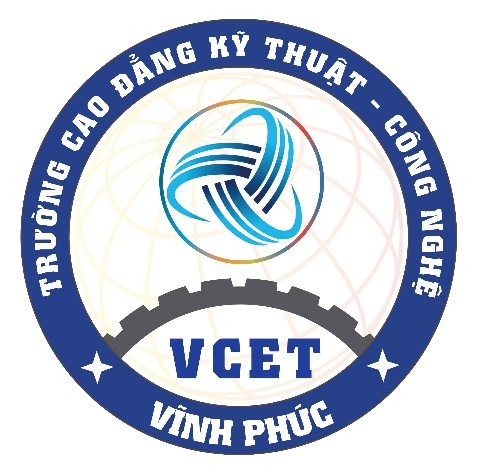 TRƯỜNG CAO ĐẲNG KỸ THUẬT - CÔNG NGHỆ
VCET
VĨNH PHÚC